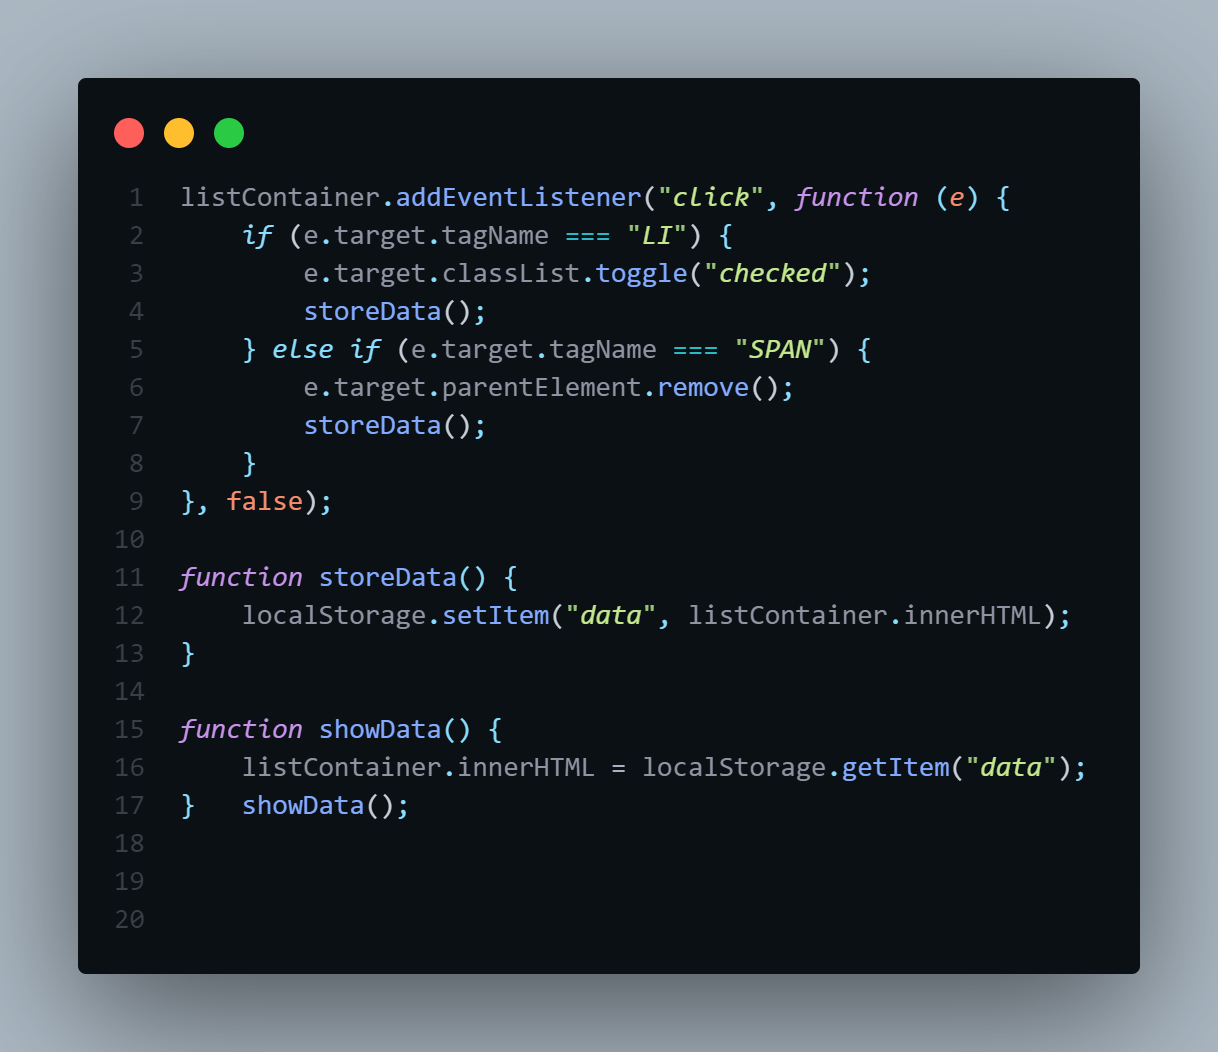 1 listContainer.addEventListener("click", function (e) {
2     if (e.target.tagName === "LI") {
3         e.target.classList.toggle("checked");
4         storeData();
5     } else if (e.target.tagName === "SPAN") {
6         e.target.parentElement.remove();
7         storeData();
8     }
9 }, false);
10
11 function storeData() {
12     localStorage.setItem("data", listContainer.innerHTML);
13 }
14
15 function showData() {
16     listContainer.innerHTML = localStorage.getItem("data");
17 }   showData();
18
19
20